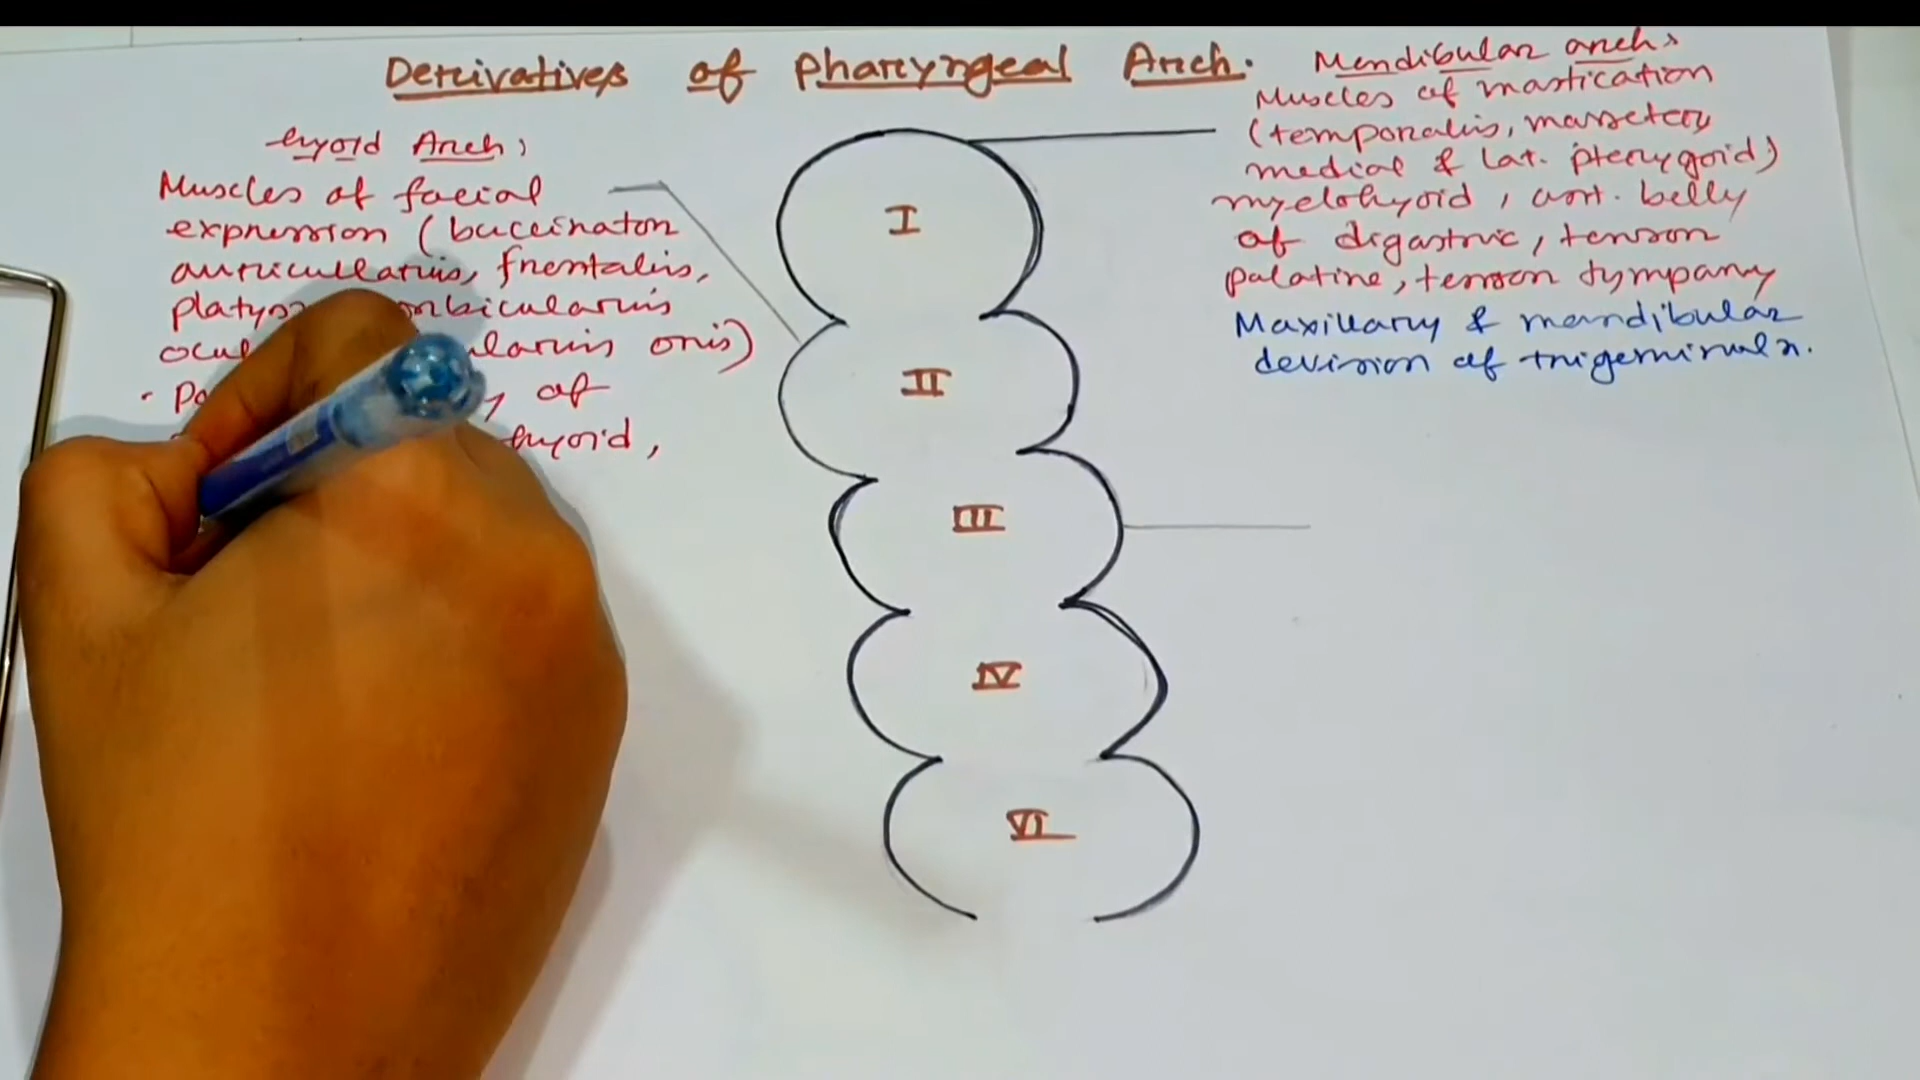 Derivatives of Pharyngeal Arch.
Mandibular arch:
Muscles of mastication
(temporalis, masseter,
medial & Lat. pterygoid)
myelohyoid, ant. belly
of digastric, tensor
palatine, tensor tympany
Maxillary & mandibular
devision of trigeminal n.
Hyoid Arch:
Muscles of facial
expression (buccinator
auricullaris, frentalis,
orbicularis
oris)
of
hyoid,
I
II
III
IV
VI